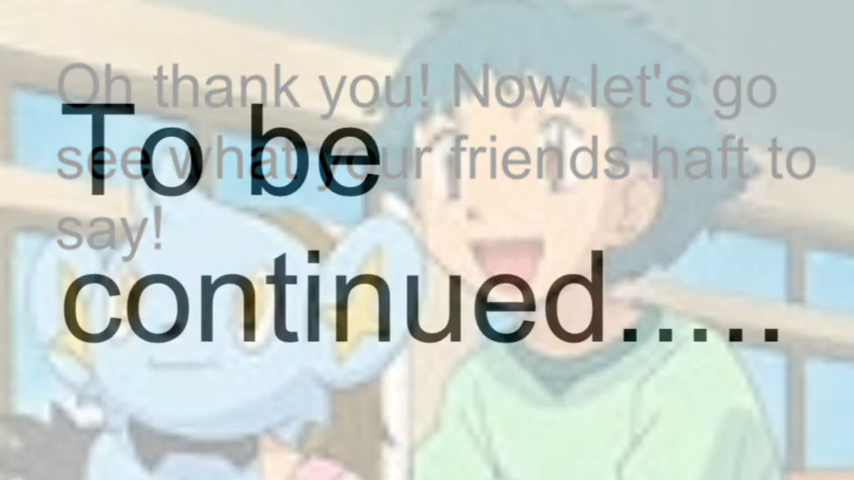 Oh thank you! Now let's go
see what your friends haft to
say!
To be
continued.....